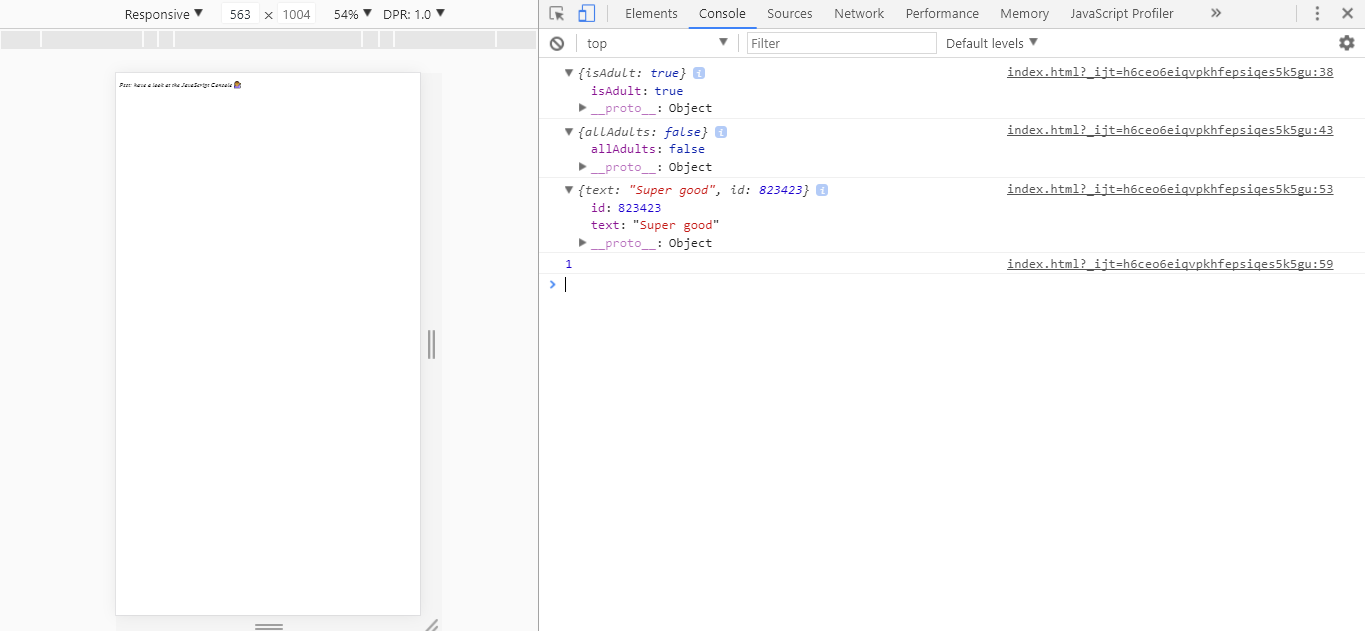 Responsive ▼ 563 × 1004 54% ▼ DPR: 1.0 ▼
Psst: have a look at the JavaScript Console 💁
Elements Console Sources Network Performance Memory JavaScript Profiler »
top ▼ Filter Default levels ▼
▼ {isAdult: true} i index.html?_ijt=h6ceo6eiqvpkhfepsiqes5k5gu:38
isAdult: true
▶ __proto__: Object
▼ {allAdults: false} i index.html?_ijt=h6ceo6eiqvpkhfepsiqes5k5gu:43
allAdults: false
▶ __proto__: Object
▼ {text: "Super good", id: 823423} i index.html?_ijt=h6ceo6eiqvpkhfepsiqes5k5gu:53
id: 823423
text: "Super good"
▶ __proto__: Object
1 index.html?_ijt=h6ceo6eiqvpkhfepsiqes5k5gu:59